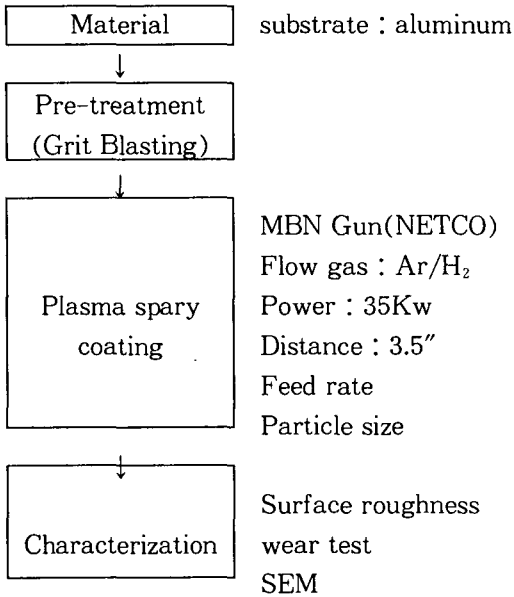 Material
substrate : aluminum
Pre-treatment
(Grit Blasting)
Plasma spary
coating
MBN Gun(NETCO)
Flow gas : Ar/H₂
Power : 35Kw
Distance : 3.5″
Feed rate
Particle size
Characterization
Surface roughness
wear test
SEM